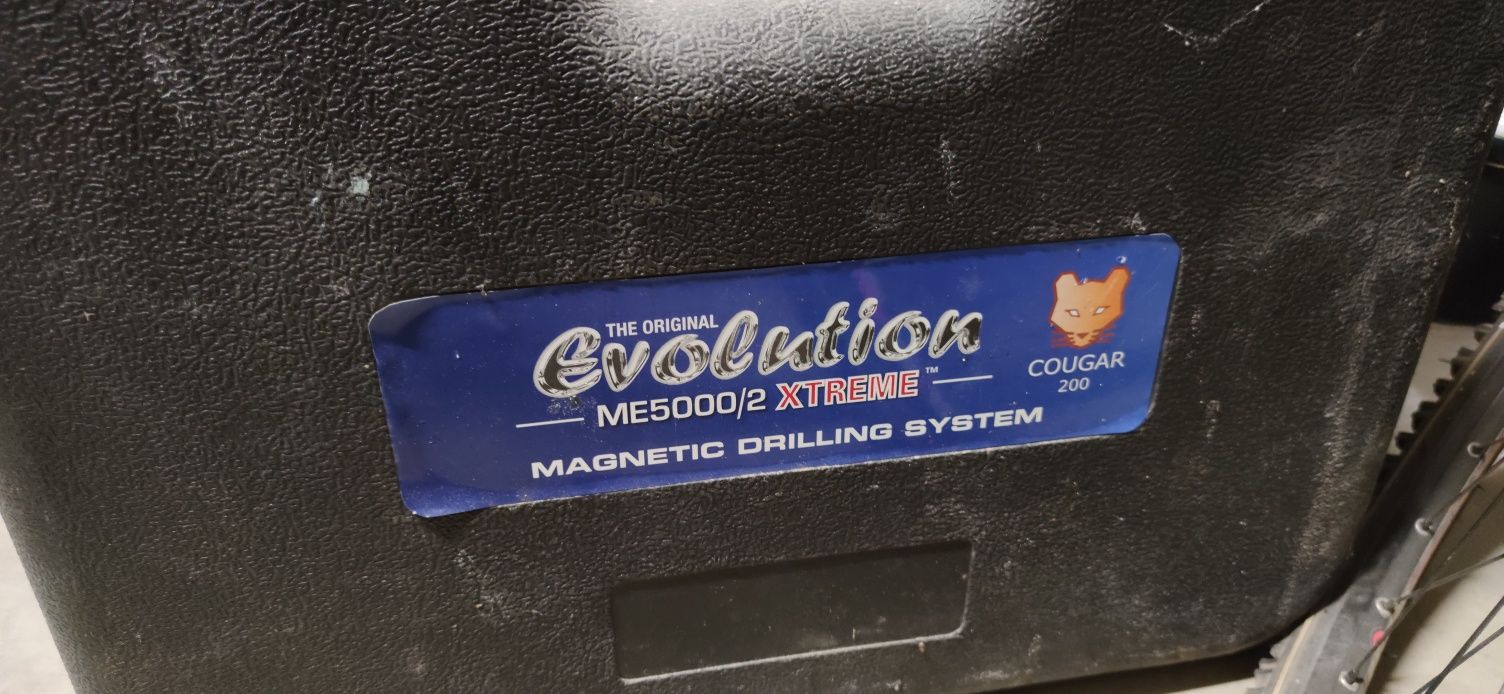 THE ORIGINAL
Evolution
ME5000/2 XTREME™
MAGNETIC DRILLING SYSTEM
COUGAR
200